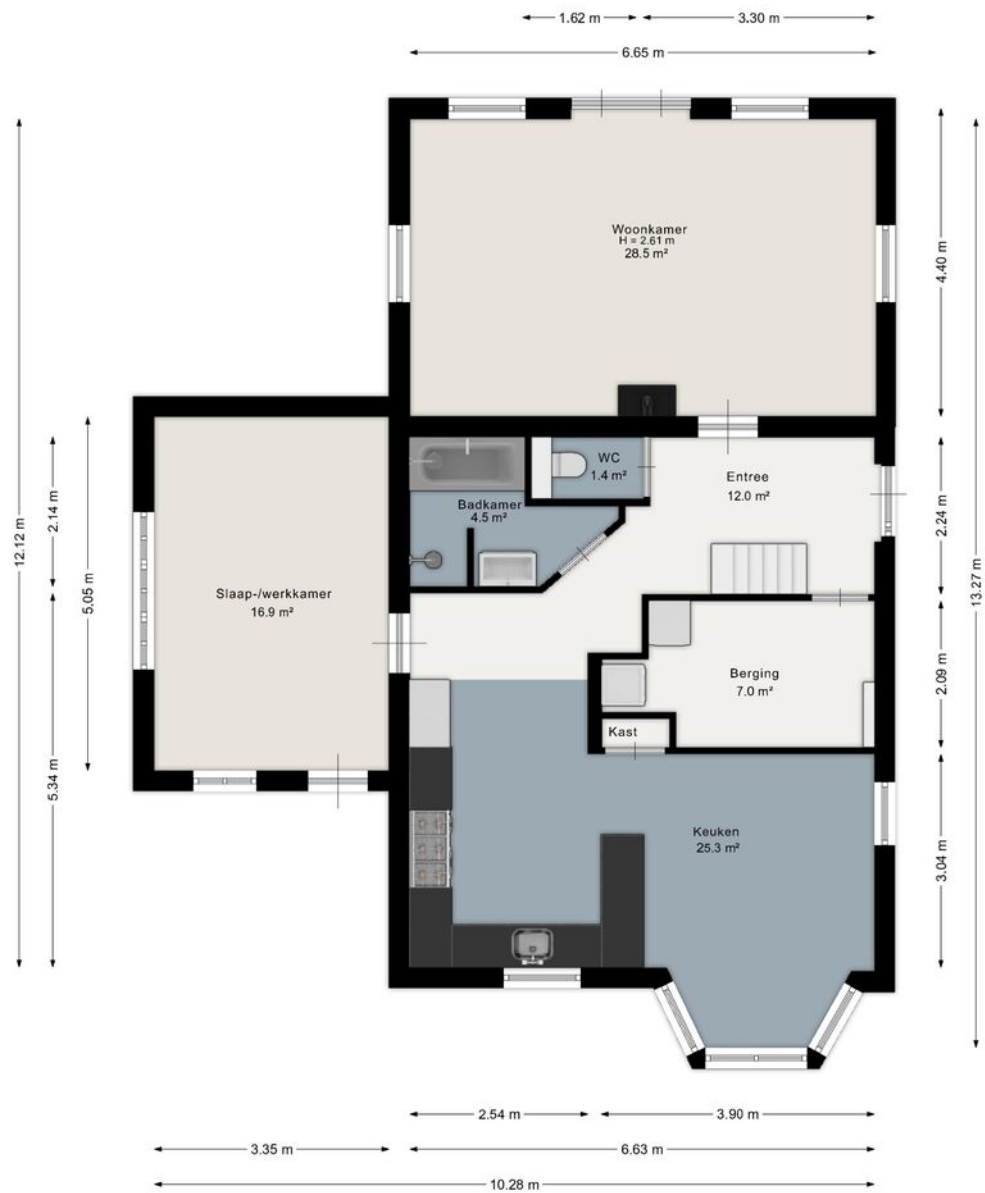 1.62 m
3.30 m
6.65 m
Woonkamer
H = 2.61 m
28.5 m²
4.40 m
12.12 m
13.27 m
2.14 m
5.05 m
5.34 m
WC
1.4 m²
Badkamer
4.5 m²
Entree
12.0 m²
2.24 m
Slaap-/werkkamer
16.9 m²
Berging
7.0 m²
2.09 m
Kast
Keuken
25.3 m²
3.04 m
2.54 m
3.90 m
3.35 m
6.63 m
10.28 m